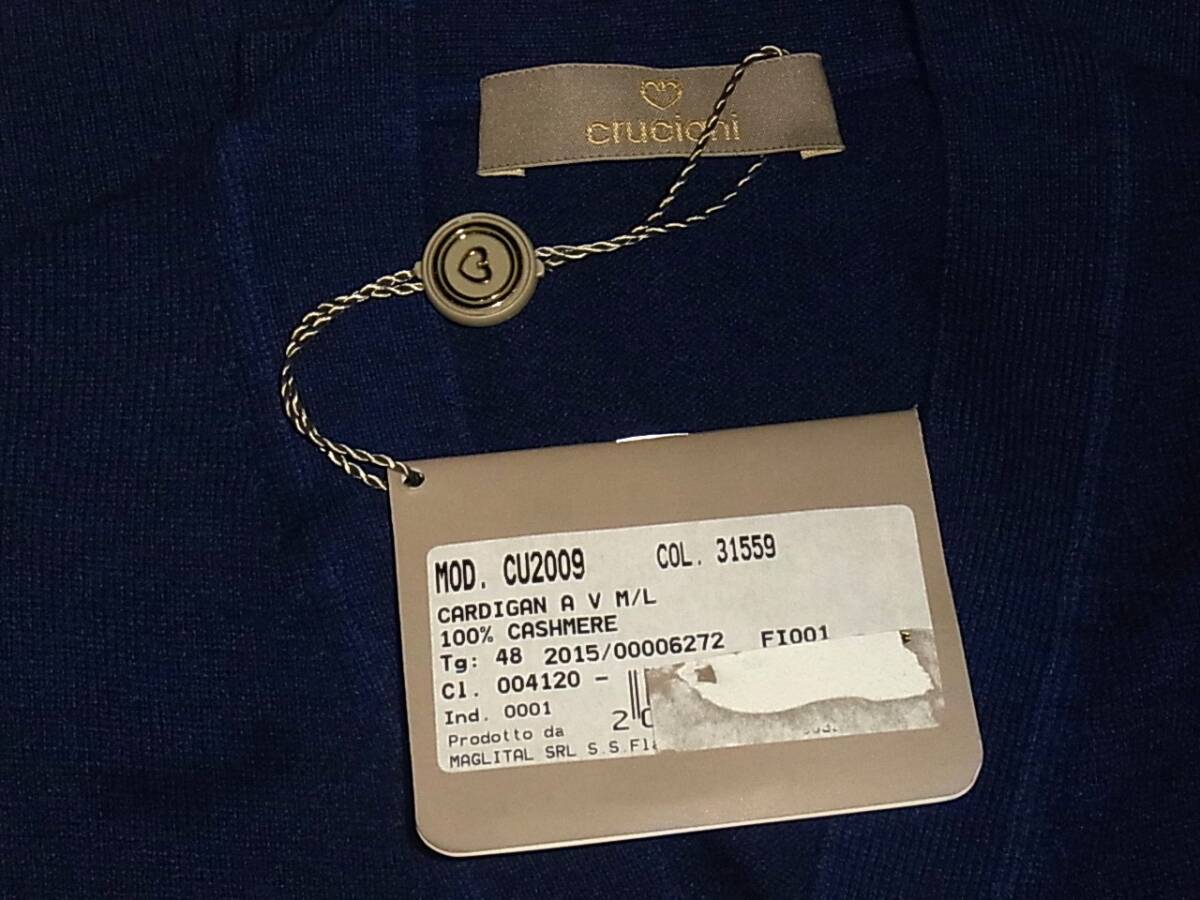 cruciani
MOD. CU2009 COL. 31559
CARDIGAN A V M/L
100% CASHMERE
Tg: 48 2015/00006272 FI001
Cl. 004120 -
Ind. 0001
Prodotto da
MAGLITAL SRL S.S.